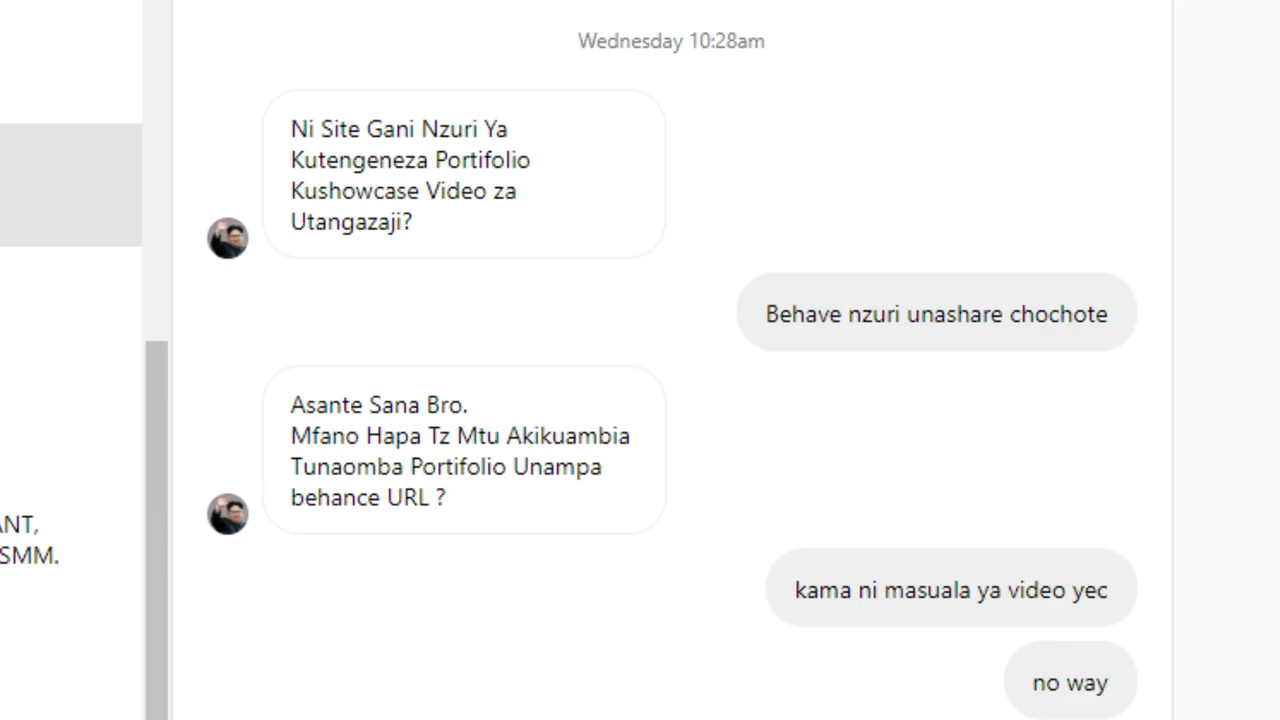 Wednesday 10:28am
Ni Site Gani Nzuri Ya
Kutengeneza Portifolio
Kushowcase Video za
Utangazaji?
Behave nzuri unashare chochote
Asante Sana Bro.
Mfano Hapa Tz Mtu Akikuambia
Tunaomba Portifolio Unampa
behance URL ?
ANT,
SMM.
kama ni masuala ya video yec
no way